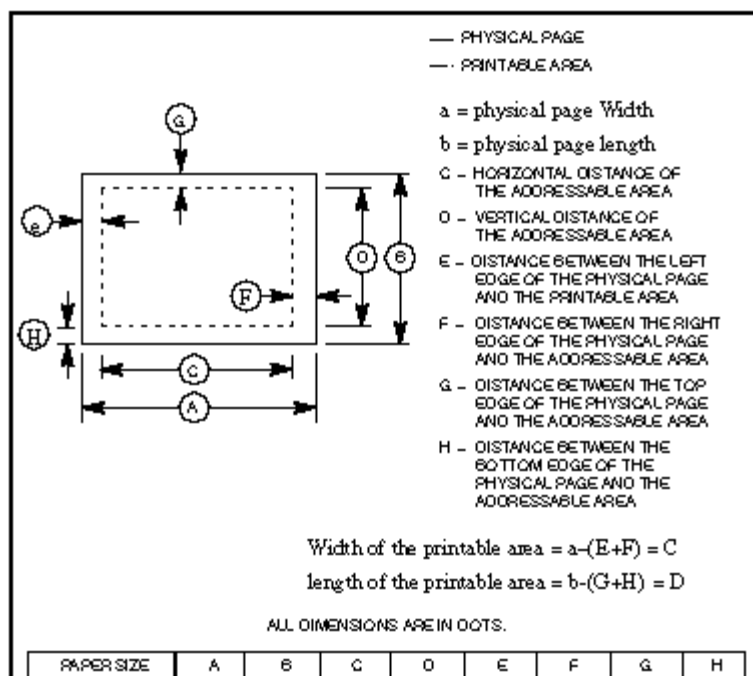 — PHYSICAL PAGE
--- PRINTABLE AREA
a = physical page Width
b = physical page length
C – HORIZONTAL DISTANCE OF
THE ADDRESSABLE AREA
D – VERTICAL DISTANCE OF
THE ADDRESSABLE AREA
E – DISTANCE BETWEEN THE LEFT
EDGE OF THE PHYSICAL PAGE
AND THE PRINTABLE AREA
F – DISTANCE BETWEEN THE RIGHT
EDGE OF THE PHYSICAL PAGE
AND THE ADDRESSABLE AREA
G – DISTANCE BETWEEN THE TOP
EDGE OF THE PHYSICAL PAGE
AND THE ADDRESSABLE AREA
H – DISTANCE BETWEEN THE
BOTTOM EDGE OF THE
PHYSICAL PAGE AND THE
ADDRESSABLE AREA
G
e
D
B
F
H
C
A
Width of the printable area = a–(E+F) = C
length of the printable area = b-(G+H) = D
ALL DIMENSIONS ARE IN DOTS.
PAPER SIZE A B C D E F G H